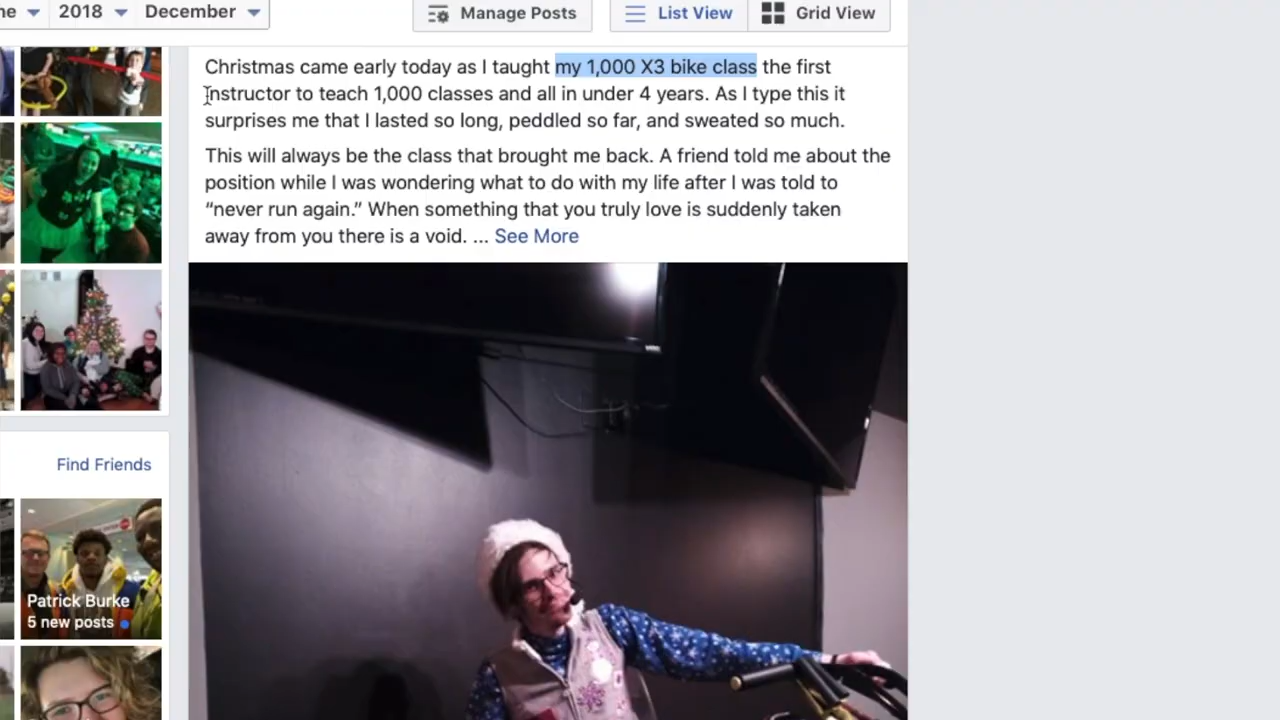 ne 2018 December Manage Posts List View Grid View
Christmas came early today as I taught my 1,000 X3 bike class the first
instructor to teach 1,000 classes and all in under 4 years. As I type this it
surprises me that I lasted so long, peddled so far, and sweated so much.
This will always be the class that brought me back. A friend told me about the
position while I was wondering what to do with my life after I was told to
“never run again.” When something that you truly love is suddenly taken
away from you there is a void. ... See More
Find Friends
Patrick Burke
5 new posts